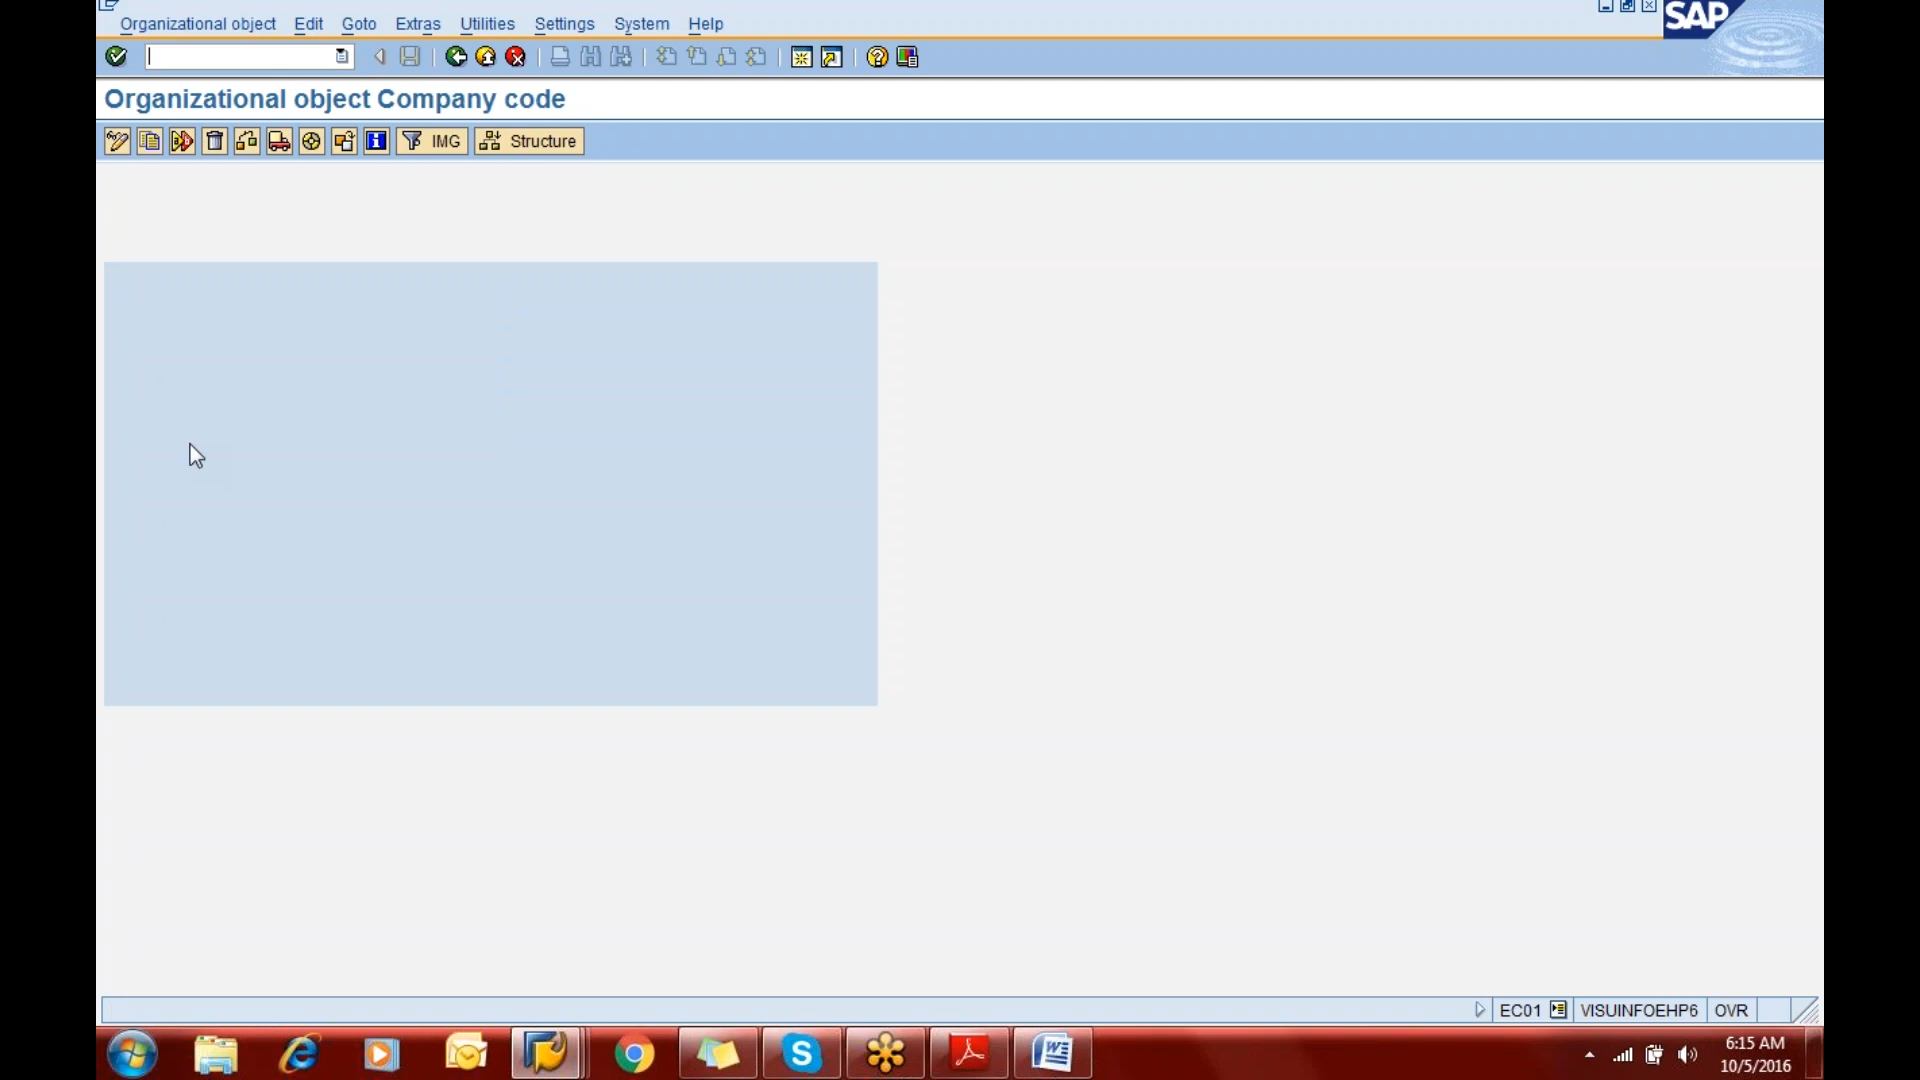 Organizational object Edit Goto Extras Utilities Settings System Help
SAP
Organizational object Company code
IMG Structure
EC01 VISUINFOEHP6 OVR
6:15 AM
10/5/2016